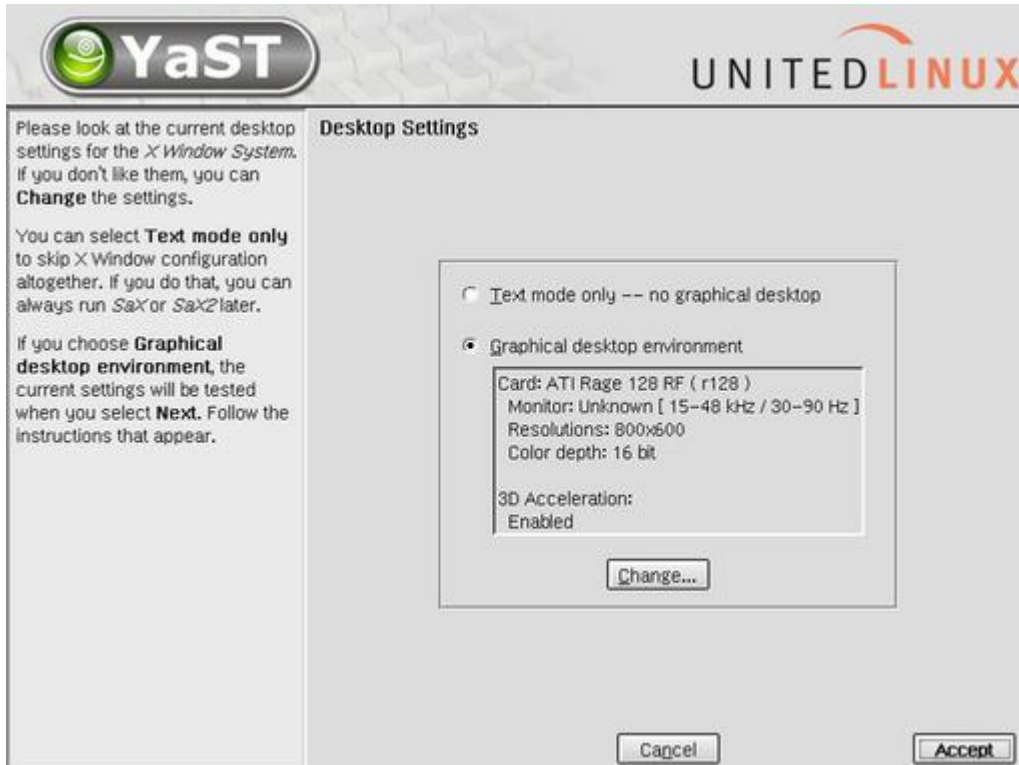 YaST
UNITEDLINUX
Please look at the current desktop
settings for the X Window System.
If you don't like them, you can
Change the settings.
You can select Text mode only
to skip X Window configuration
altogether. If you do that, you can
always run SaX or SaX2 later.
If you choose Graphical
desktop environment, the
current settings will be tested
when you select Next. Follow the
instructions that appear.
Desktop Settings
Text mode only -- no graphical desktop
Graphical desktop environment
Card: ATI Rage 128 RF ( r128 )
Monitor: Unknown [ 15-48 kHz / 30-90 Hz ]
Resolutions: 800x600
Color depth: 16 bit
3D Acceleration:
Enabled
Change...
Cancel
Accept